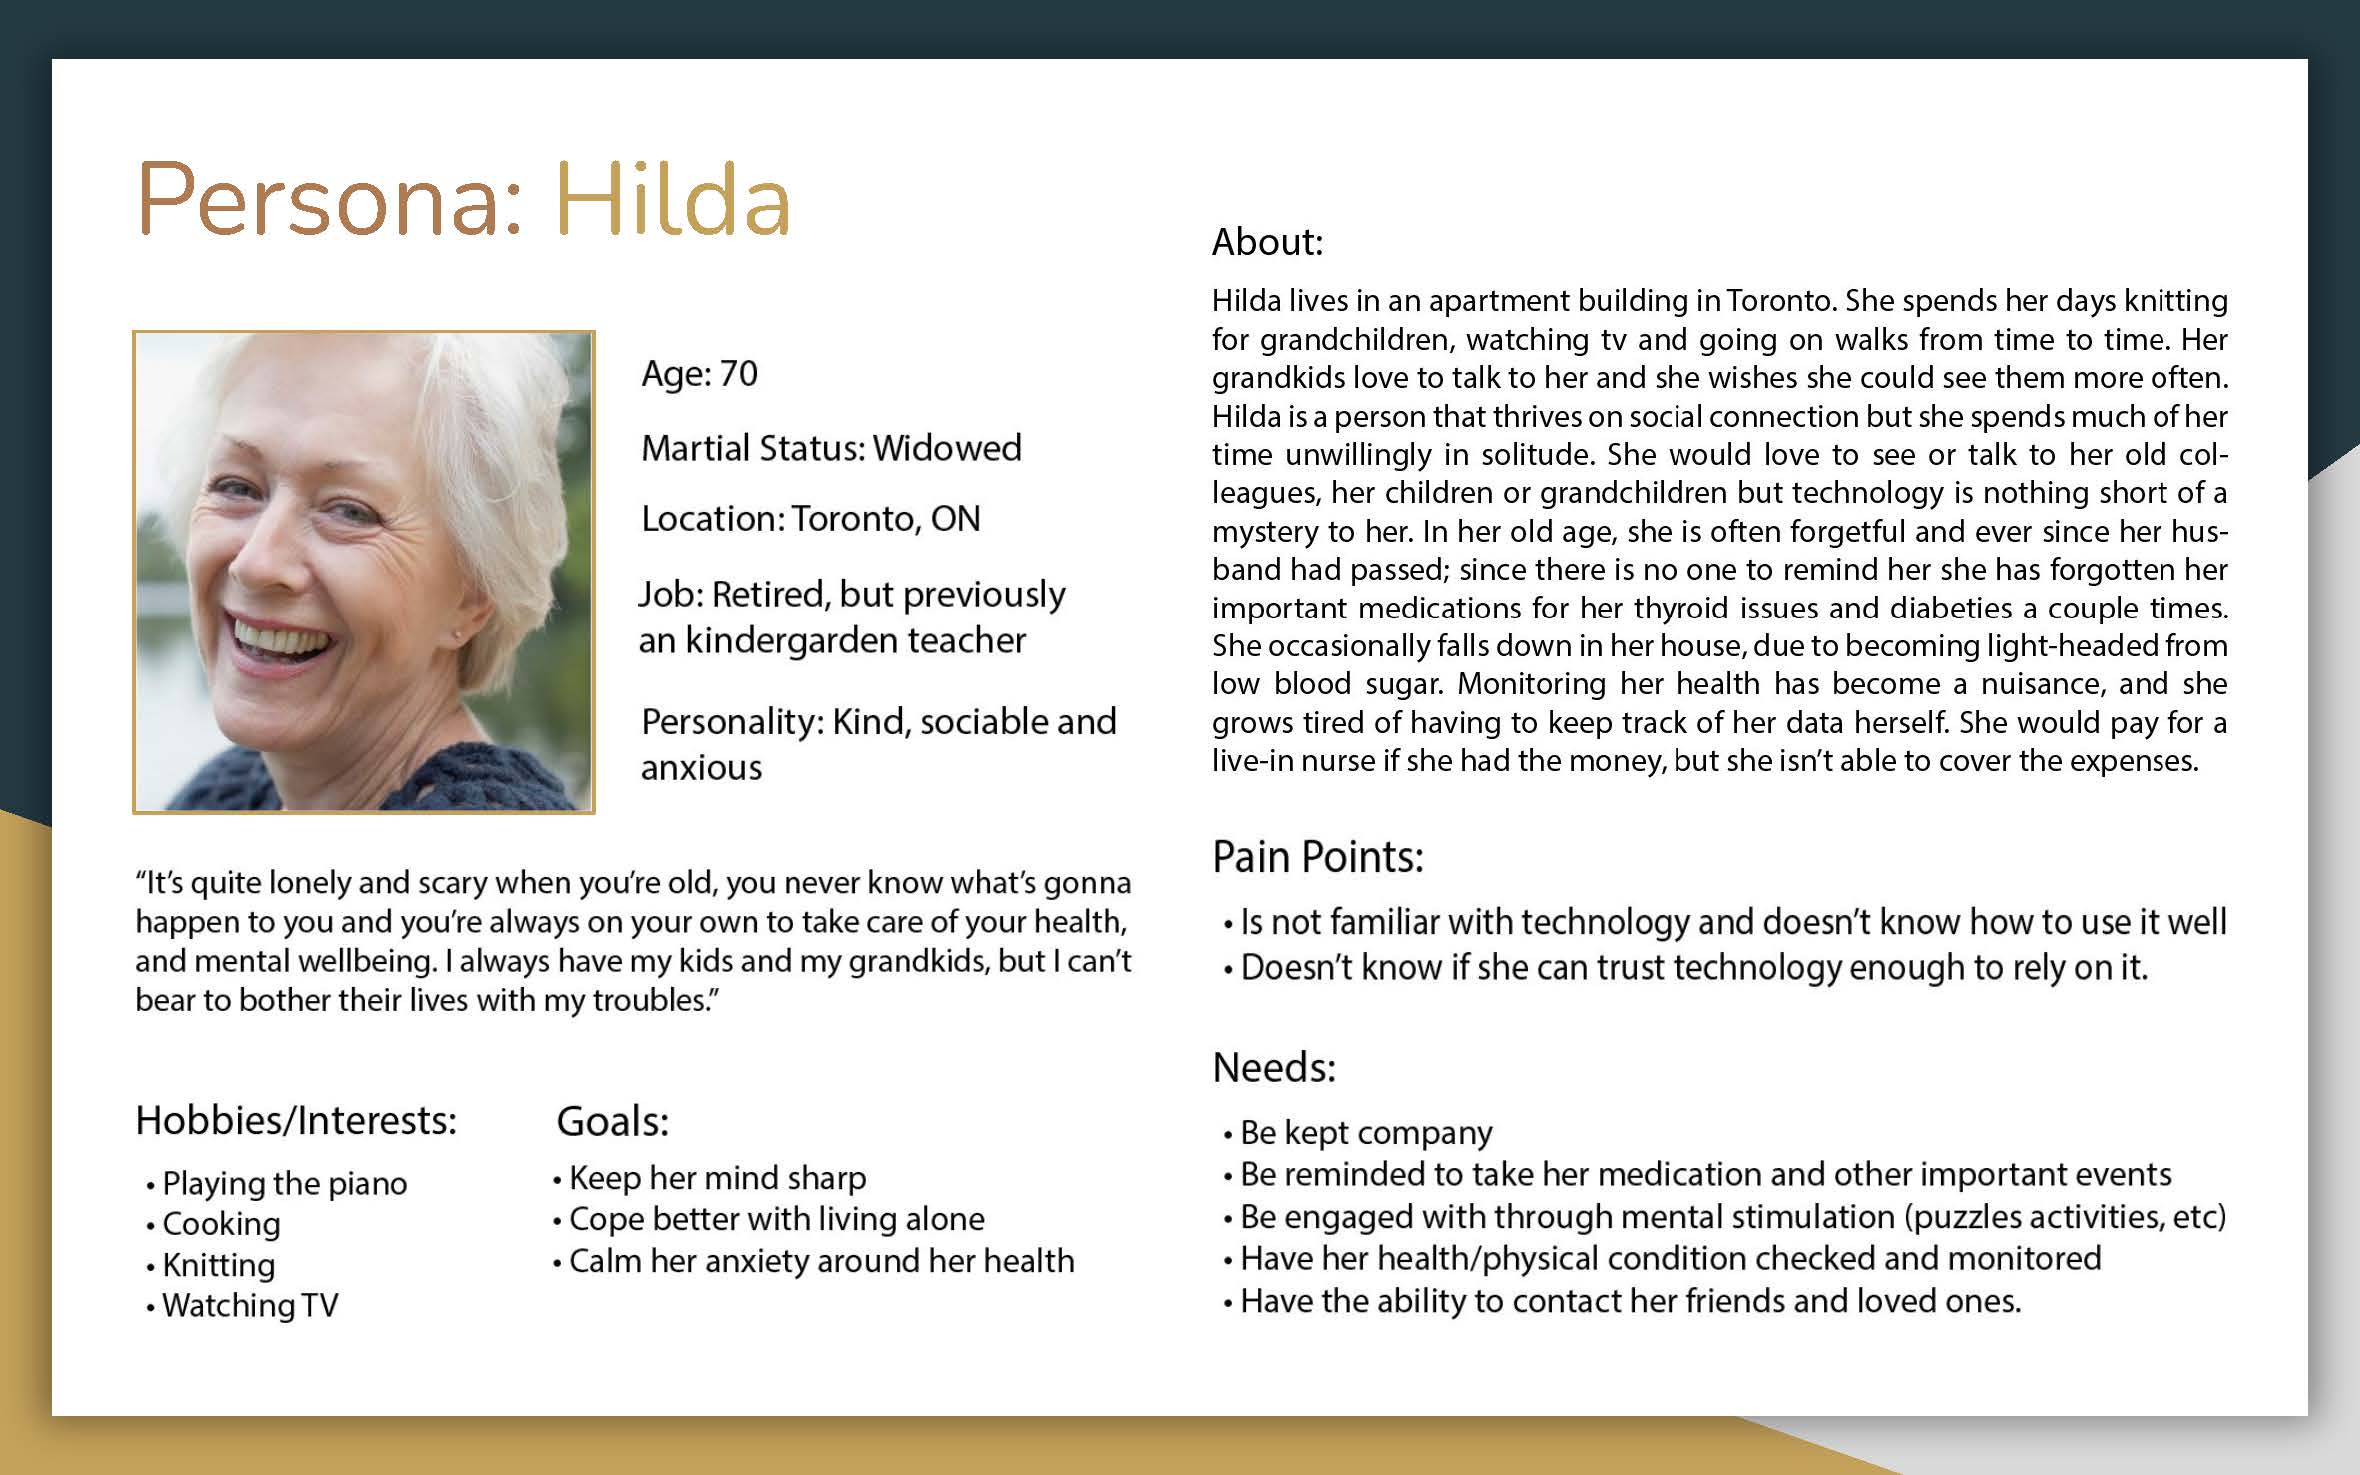 Persona: Hilda
Age: 70
Martial Status: Widowed
Location: Toronto, ON
Job: Retired, but previously
an kindergarden teacher
Personality: Kind, sociable and
anxious
“It’s quite lonely and scary when you’re old, you never know what’s gonna
happen to you and you’re always on your own to take care of your health,
and mental wellbeing. I always have my kids and my grandkids, but I can’t
bear to bother their lives with my troubles.”
Hobbies/Interests:
• Playing the piano
• Cooking
• Knitting
• Watching TV
Goals:
• Keep her mind sharp
• Cope better with living alone
• Calm her anxiety around her health
About:
Hilda lives in an apartment building in Toronto. She spends her days knitting
for grandchildren, watching tv and going on walks from time to time. Her
grandkids love to talk to her and she wishes she could see them more often.
Hilda is a person that thrives on social connection but she spends much of her
time unwillingly in solitude. She would love to see or talk to her old col-
leagues, her children or grandchildren but technology is nothing short of a
mystery to her. In her old age, she is often forgetful and ever since her hus-
band had passed; since there is no one to remind her she has forgotten her
important medications for her thyroid issues and diabeties a couple times.
She occasionally falls down in her house, due to becoming light-headed from
low blood sugar. Monitoring her health has become a nuisance, and she
grows tired of having to keep track of her data herself. She would pay for a
live-in nurse if she had the money, but she isn’t able to cover the expenses.
Pain Points:
• Is not familiar with technology and doesn’t know how to use it well
• Doesn’t know if she can trust technology enough to rely on it.
Needs:
• Be kept company
• Be reminded to take her medication and other important events
• Be engaged with through mental stimulation (puzzles activities, etc)
• Have her health/physical condition checked and monitored
• Have the ability to contact her friends and loved ones.